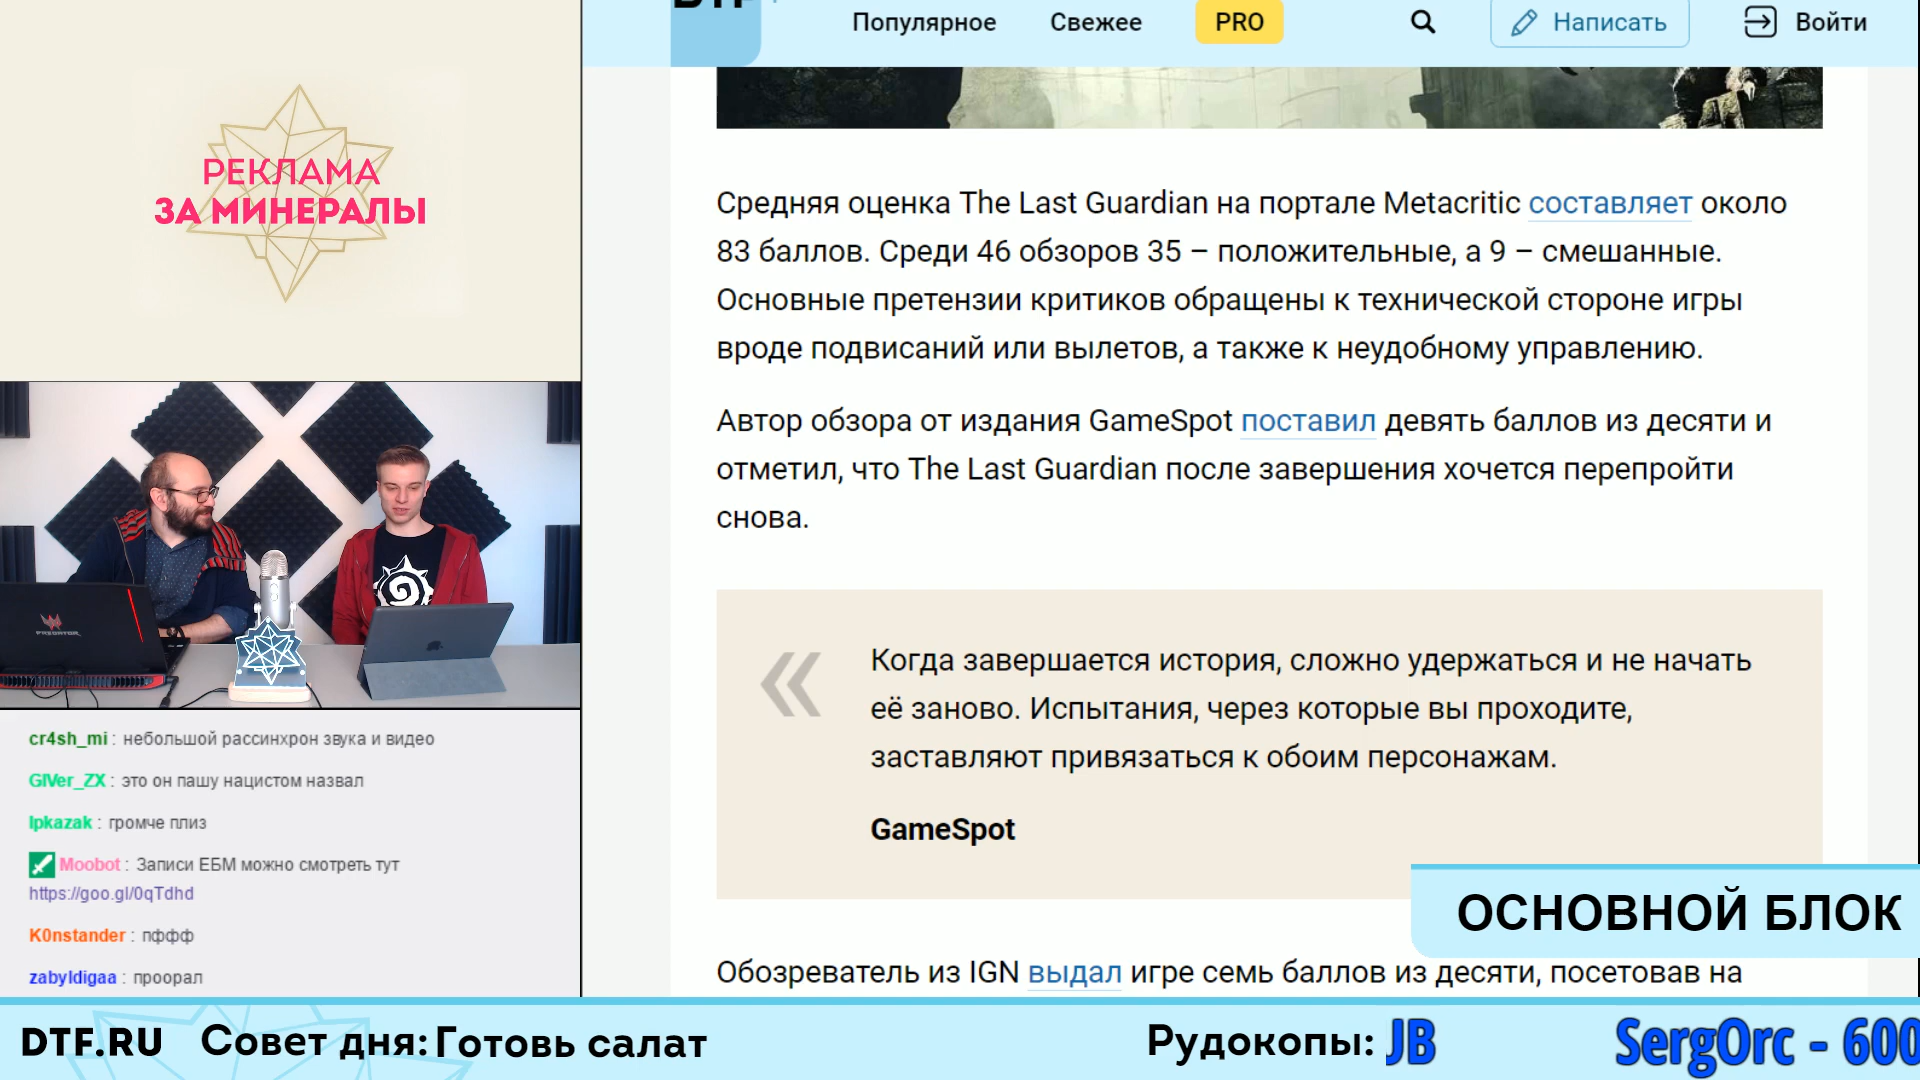 Популярное Свежее PRO Написать Войти
РЕКЛАМА
ЗА МИНЕРАЛЫ
Средняя оценка The Last Guardian на портале Metacritic составляет около
83 баллов. Среди 46 обзоров 35 – положительные, а 9 – смешанные.
Основные претензии критиков обращены к технической стороне игры
вроде подвисаний или вылетов, а также к неудобному управлению.
Автор обзора от издания GameSpot поставил девять баллов из десяти и
отметил, что The Last Guardian после завершения хочется перепройти
снова.
« Когда завершается история, сложно удержаться и не начать
её заново. Испытания, через которые вы проходите,
заставляют привязаться к обоим персонажам.
GameSpot
Обозреватель из IGN выдал игре семь баллов из десяти, посетовав на
ОСНОВНОЙ БЛОК
PREDATOR
cr4sh_mi : небольшой рассинхрон звука и видео
GlVer_ZX : это он пашу нацистом назвал
lpkazak : громче плиз
Moobot : Записи ЕБМ можно смотреть тут
https://goo.gl/0qTdhd
K0nstander : пффф
zabyldigaa : проорал
DTF.RU Совет дня: Готовь салат Рудокопы: JB SergOrc - 600